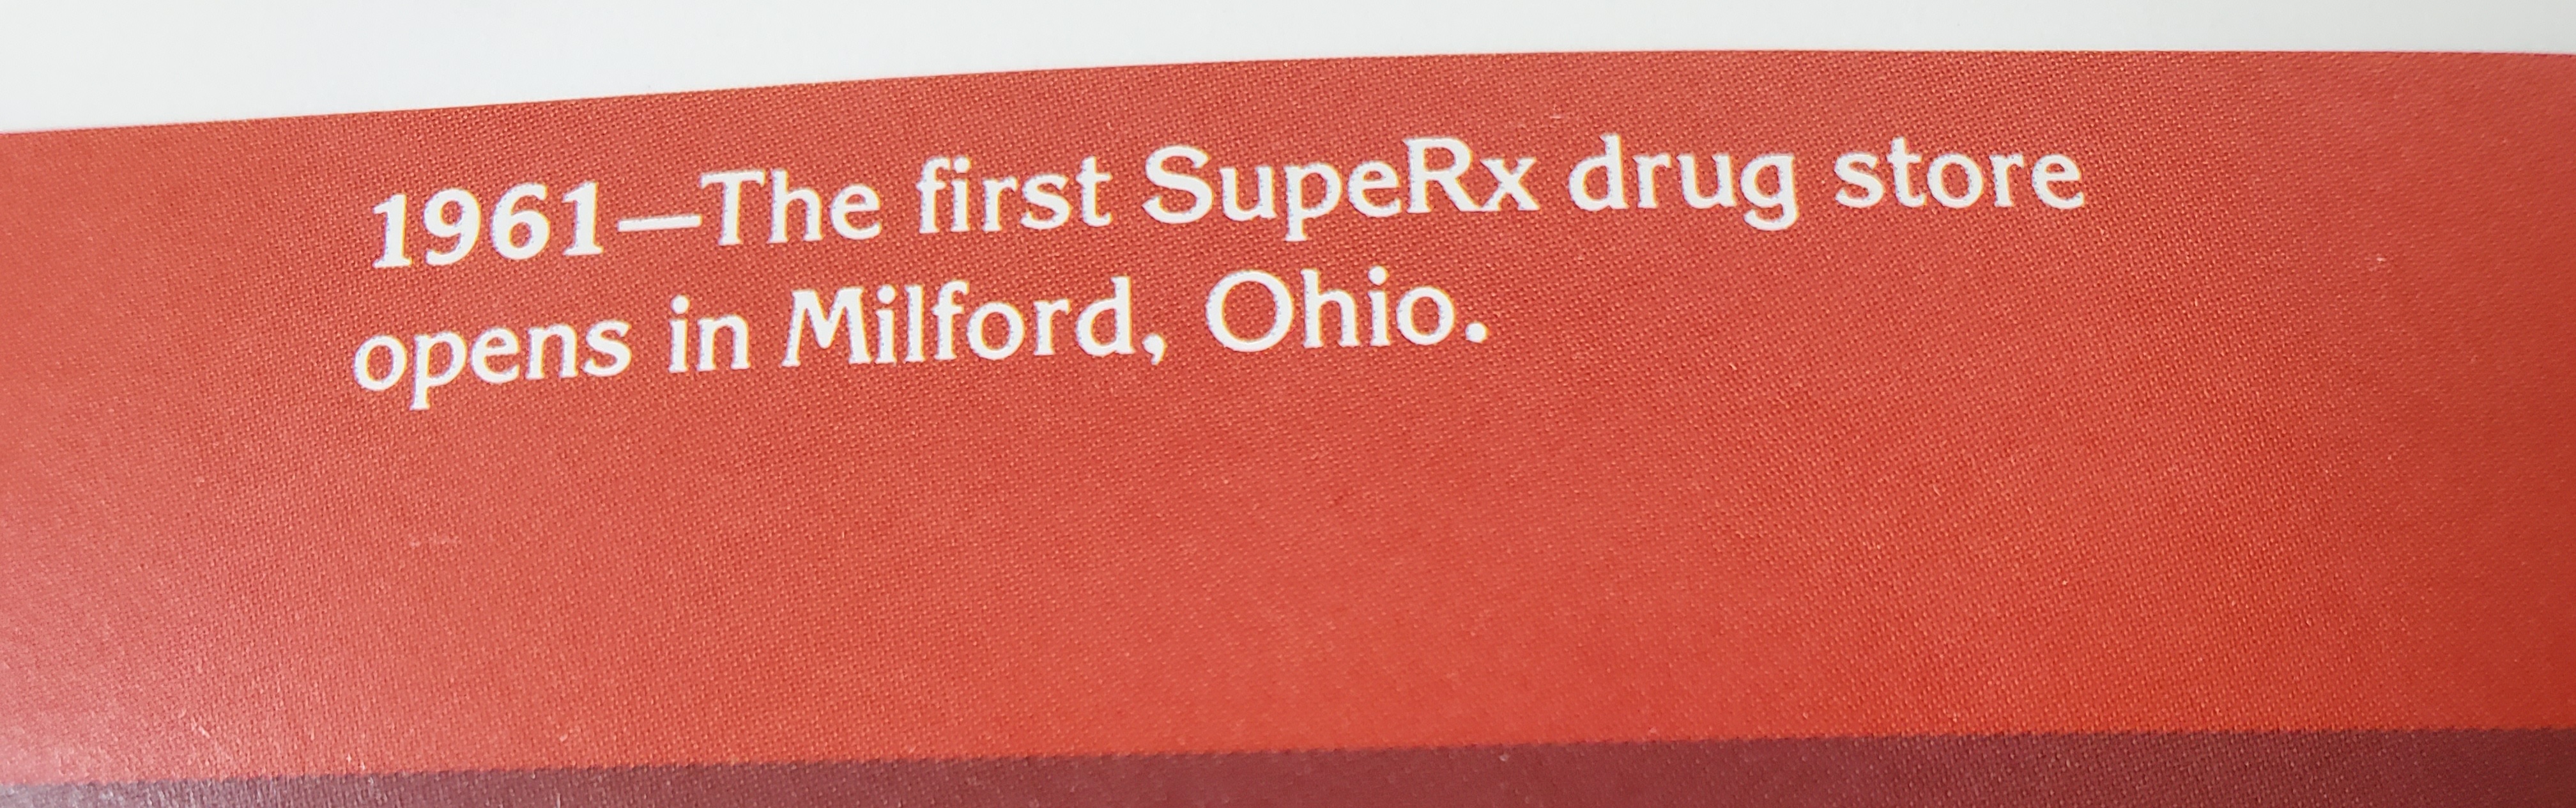 1961—The first SupeRx drug store
opens in Milford, Ohio.